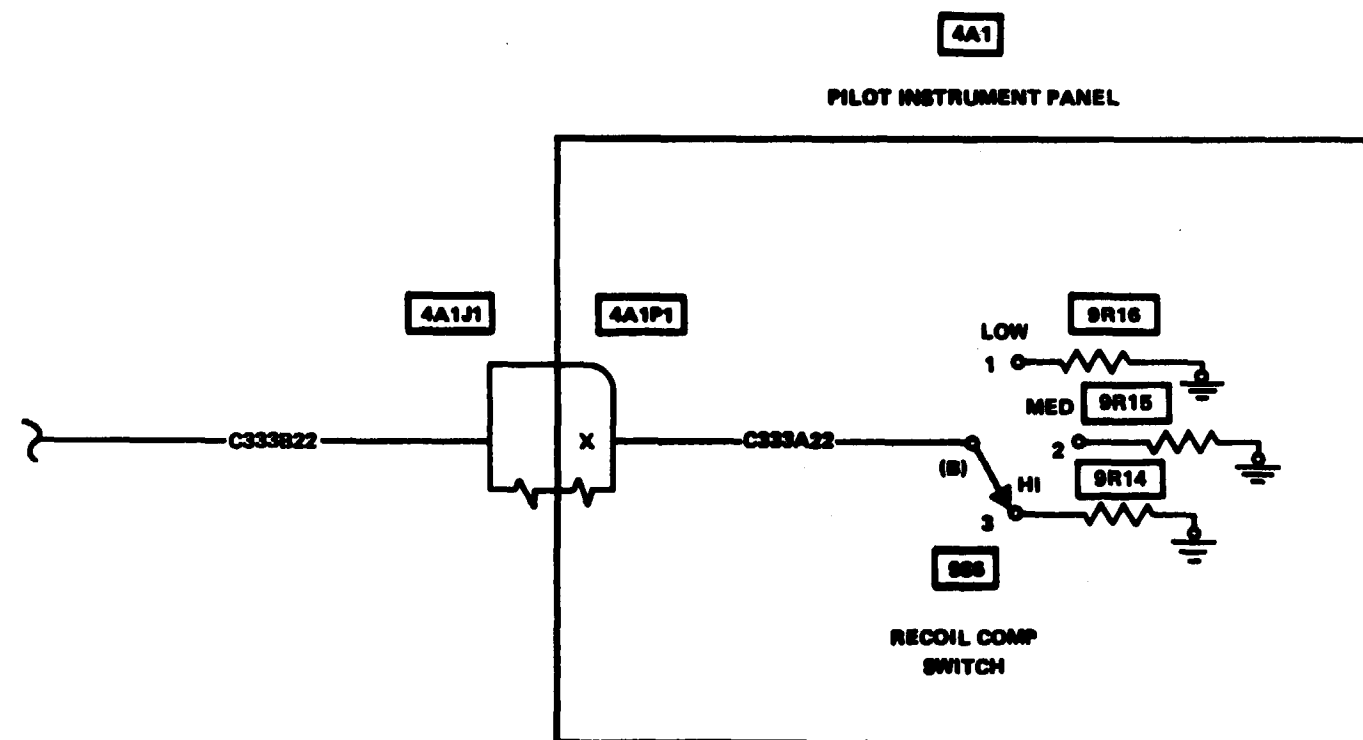 4A1
PILOT INSTRUMENT PANEL
4A1J1
4A1P1
9R16
LOW
1
MED
9R15
2
C333B22
X
C333A22
(B)
HI
9R14
3
RECOIL COMP
SWITCH